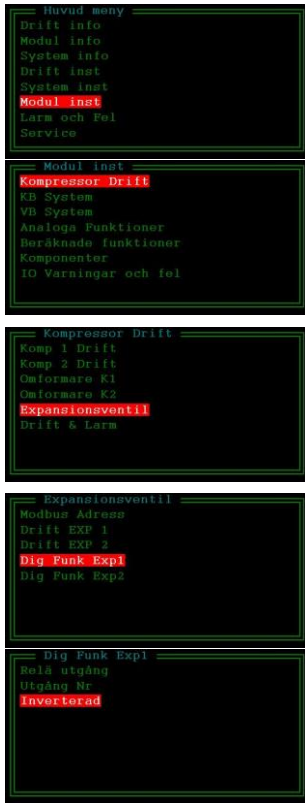 Huvud meny
Drift info
Modul info
System info
Drift inst
System inst
Modul inst
Larm och Fel
Service
Modul inst
Kompressor Drift
KB System
VB System
Analoga Funktioner
Beräknade funktioner
Komponenter
IO Varningar och fel
Kompressor Drift
Komp 1 Drift
Komp 2 Drift
Omformare K1
Omformare K2
Expansionsventil
Drift & Larm
Expansionsventil
Modbus Adress
Drift EXP 1
Drift EXP 2
Dig Funk Exp1
Dig Funk Exp2
Dig Funk Exp1
Relä utgång
Utgång Nr
Inverterad